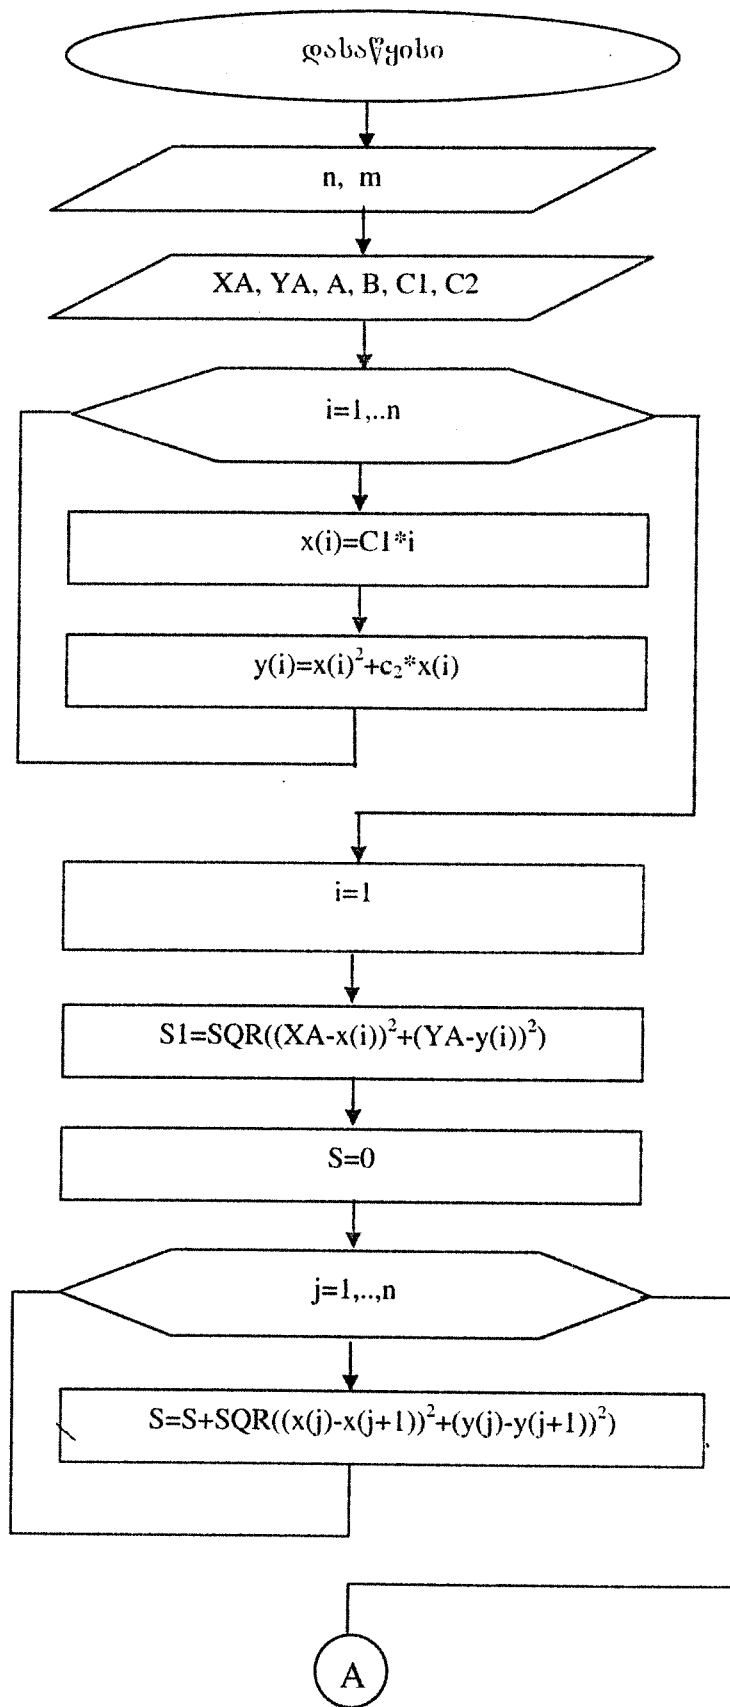 დასაწყისი
n, m
XA, YA, A, B, C1, C2
i=1,..n
x(i)=C1*i
y(i)=x(i)²+c₂*x(i)
i=1
S1=SQR((XA-x(i))²+(YA-y(i))²)
S=0
j=1,..,n
S=S+SQR((x(j)-x(j+1))²+(y(j)-y(j+1))²)
A